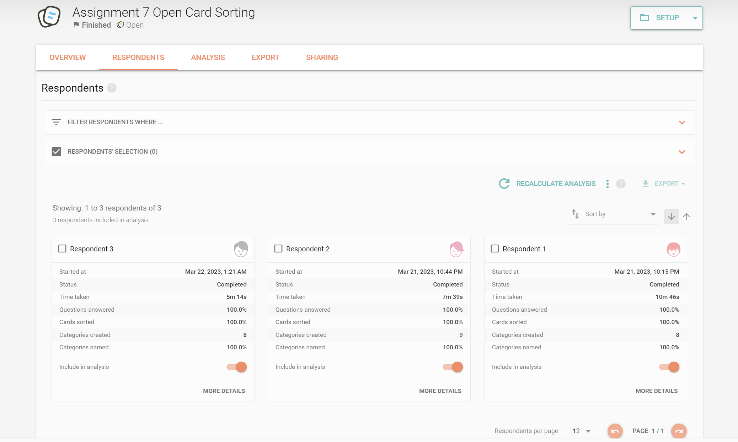 Assignment 7 Open Card Sorting
Finished Open
SETUP
OVERVIEW RESPONDENTS ANALYSIS EXPORT SHARING
Respondents ?
FILTER RESPONDENTS WHERE ...
RESPONDENTS' SELECTION (0)
RECALCULATE ANALYSIS ? EXPORT
Showing: 1 to 3 respondents of 3
3 respondents included in analysis
Sort by
Respondent 3
Started at Mar 22, 2023, 1:21 AM
Status Completed
Time taken 5m 14s
Questions answered 100.0%
Cards sorted 100.0%
Categories created 8
Categories named 100.0%
Include in analysis
MORE DETAILS
Respondent 2
Started at Mar 21, 2023, 10:44 PM
Status Completed
Time taken 7m 39s
Questions answered 100.0%
Cards sorted 100.0%
Categories created 9
Categories named 100.0%
Include in analysis
MORE DETAILS
Respondent 1
Started at Mar 21, 2023, 10:15 PM
Status Completed
Time taken 10m 46s
Questions answered 100.0%
Cards sorted 100.0%
Categories created 8
Categories named 100.0%
Include in analysis
MORE DETAILS
Respondents per page 12 PAGE 1 / 1